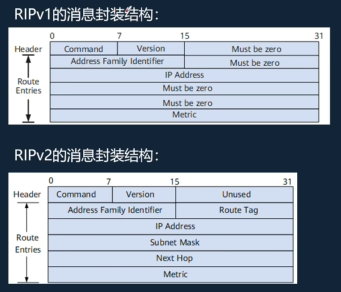 RIPv1的消息封装结构：
0 7 15 31
Header Command Version Must be zero
Address Family Identifier Must be zero
Route Entries
IP Address
Must be zero
Must be zero
Metric
RIPv2的消息封装结构：
0 7 15 31
Header Command Version Unused
Address Family Identifier Route Tag
IP Address
Route Entries
Subnet Mask
Next Hop
Metric